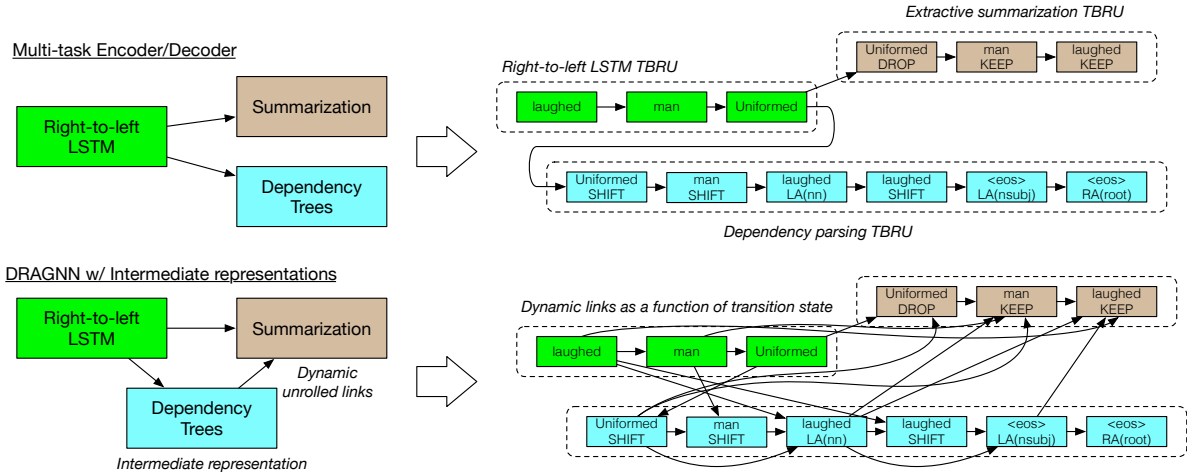 Multi-task Encoder/Decoder
Right-to-left
LSTM
Summarization
Dependency
Trees
Extractive summarization TBRU
Right-to-left LSTM TBRU
Uniformed
DROP
man
KEEP
laughed
KEEP
laughed
man
Uniformed
Uniformed
SHIFT
man
SHIFT
laughed
LA(nn)
laughed
SHIFT
<eos>
LA(nsubj)
<eos>
RA(root)
Dependency parsing TBRU
DRAGNN w/ Intermediate representations
Right-to-left
LSTM
Summarization
Dynamic
unrolled links
Dependency
Trees
Intermediate representation
Dynamic links as a function of transition state
Uniformed
DROP
man
KEEP
laughed
KEEP
laughed
man
Uniformed
Uniformed
SHIFT
man
SHIFT
laughed
LA(nn)
laughed
SHIFT
<eos>
LA(nsubj)
<eos>
RA(root)